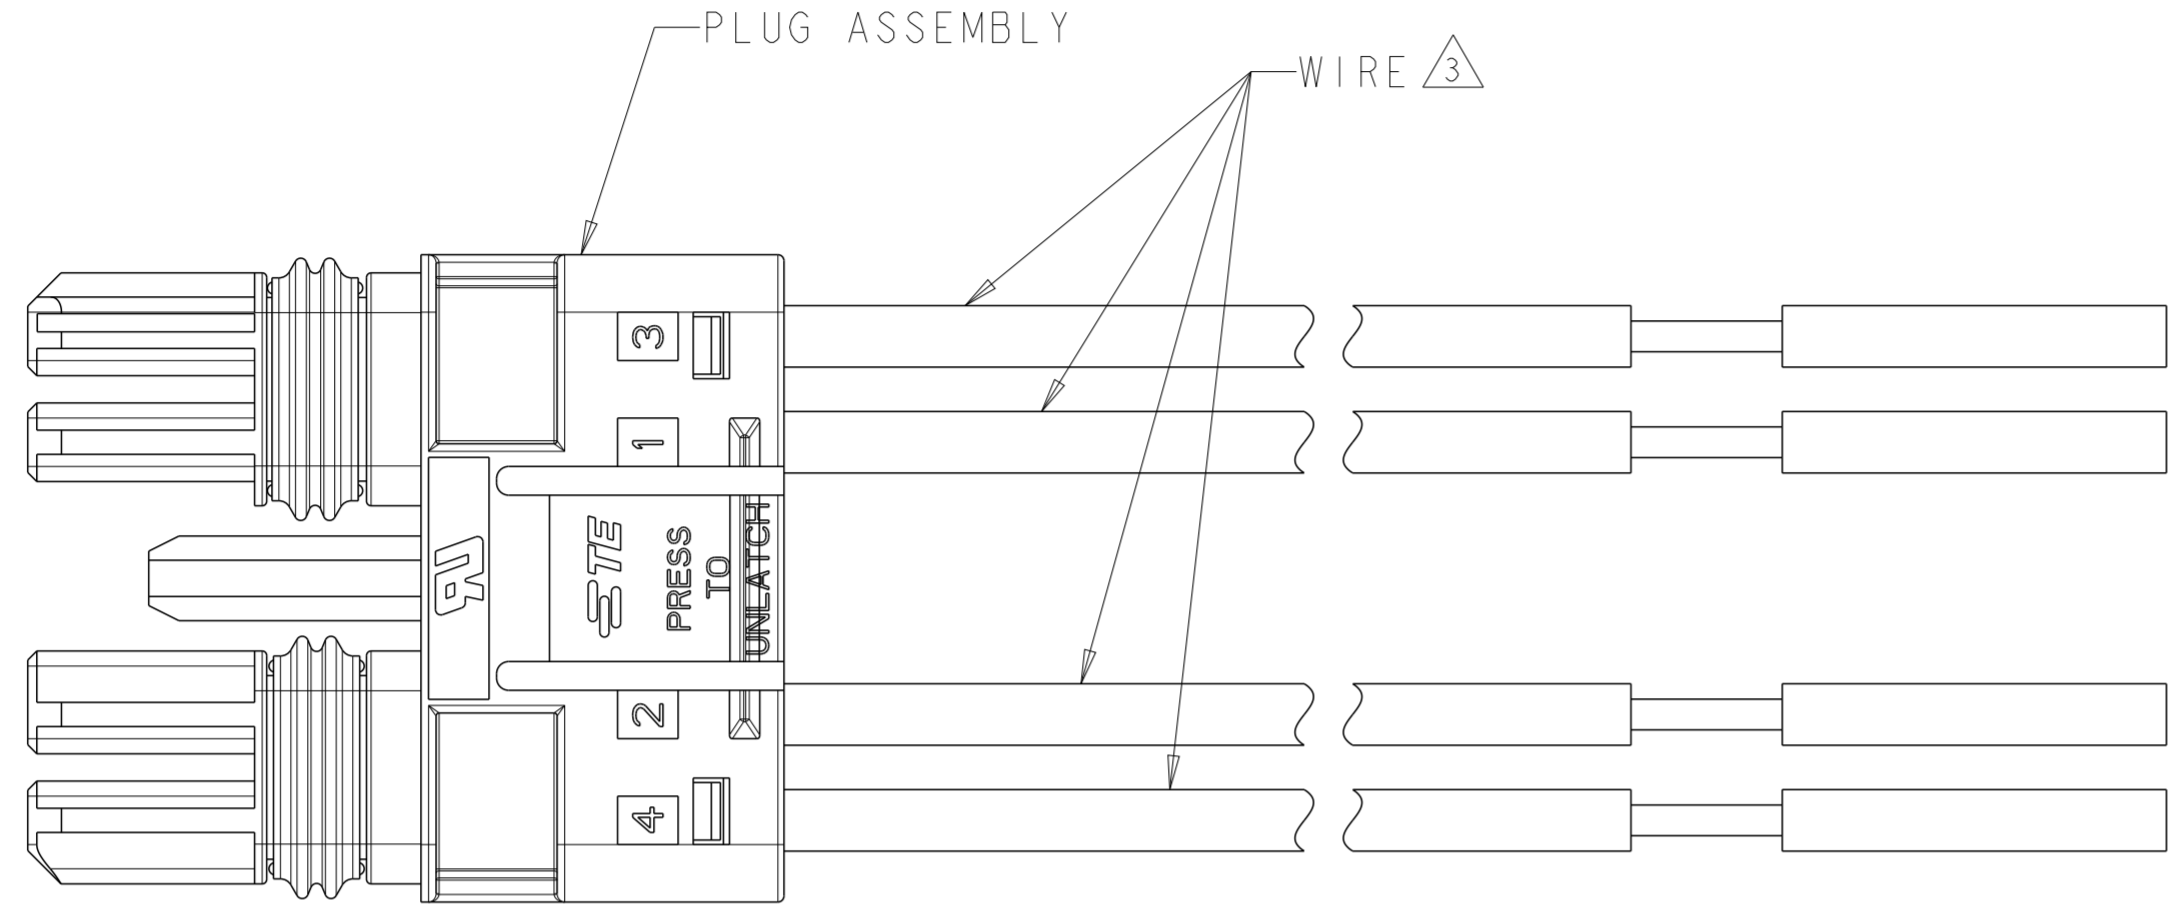 PLUG ASSEMBLY
WIRE 3
3
1
TE
PRESS
TO
UNLATCH
2
4